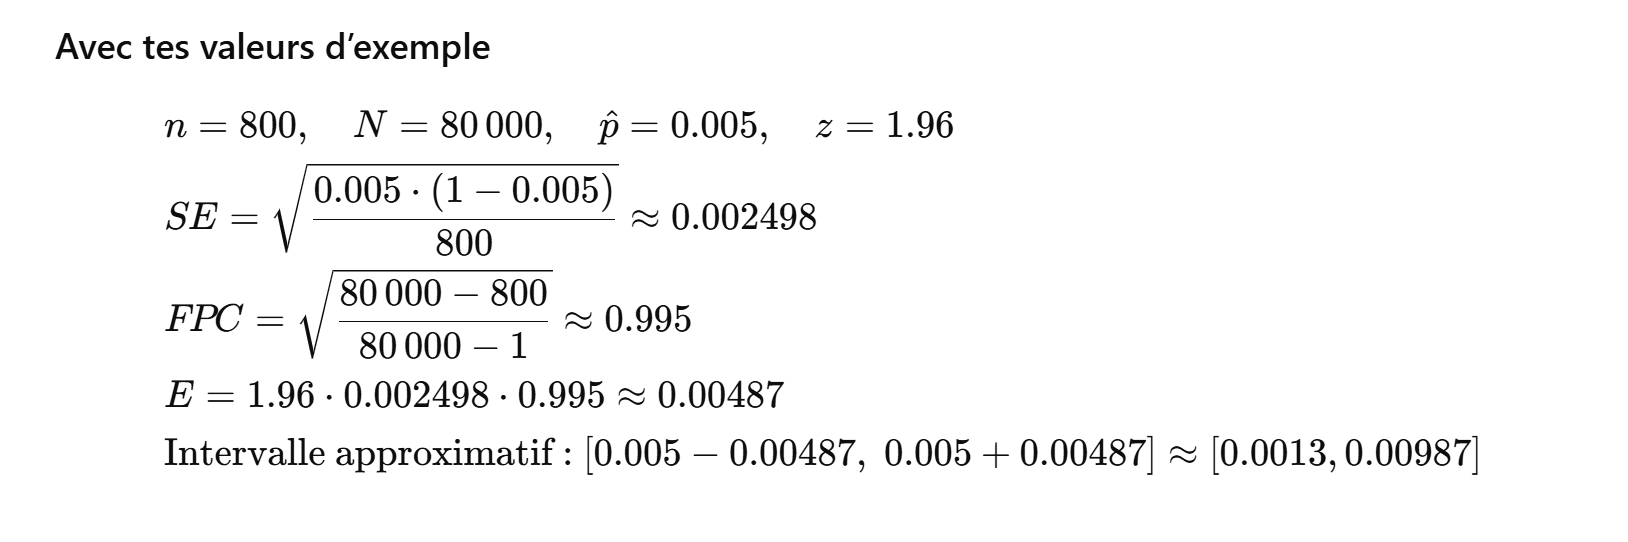 Avec tes valeurs d’exemple
n = 800, N = 80 000, p̂ = 0.005, z = 1.96
SE = √(0.005 · (1 − 0.005) / 800) ≈ 0.002498
FPC = √(80 000 − 800 / 80 000 − 1) ≈ 0.995
E = 1.96 · 0.002498 · 0.995 ≈ 0.00487
Intervalle approximatif : [0.005 − 0.00487, 0.005 + 0.00487] ≈ [0.0013, 0.00987]